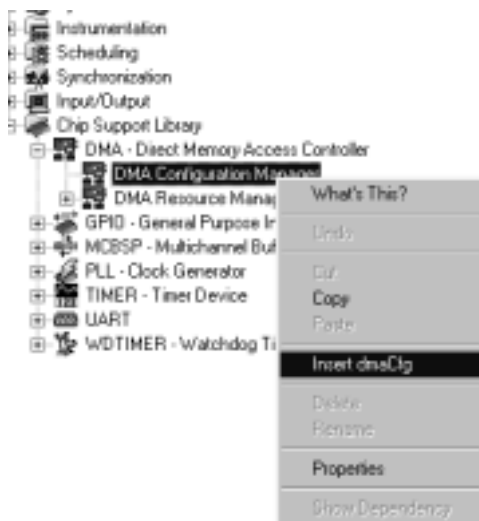 Instrumentation
Scheduling
Synchronization
Input/Output
Chip Support Library
DMA - Direct Memory Access Controller
DMA Configuration Manager
DMA Resource Manag
GPIO - General Purpose Ir
MCBSP - Multichannel Buf
PLL - Clock Generator
TIMER - Timer Device
UART
WDTIMER - Watchdog Ti
What's This?
Undo
Cut
Copy
Paste
Insert dmaCfg
Delete
Rename
Properties
Show Dependency